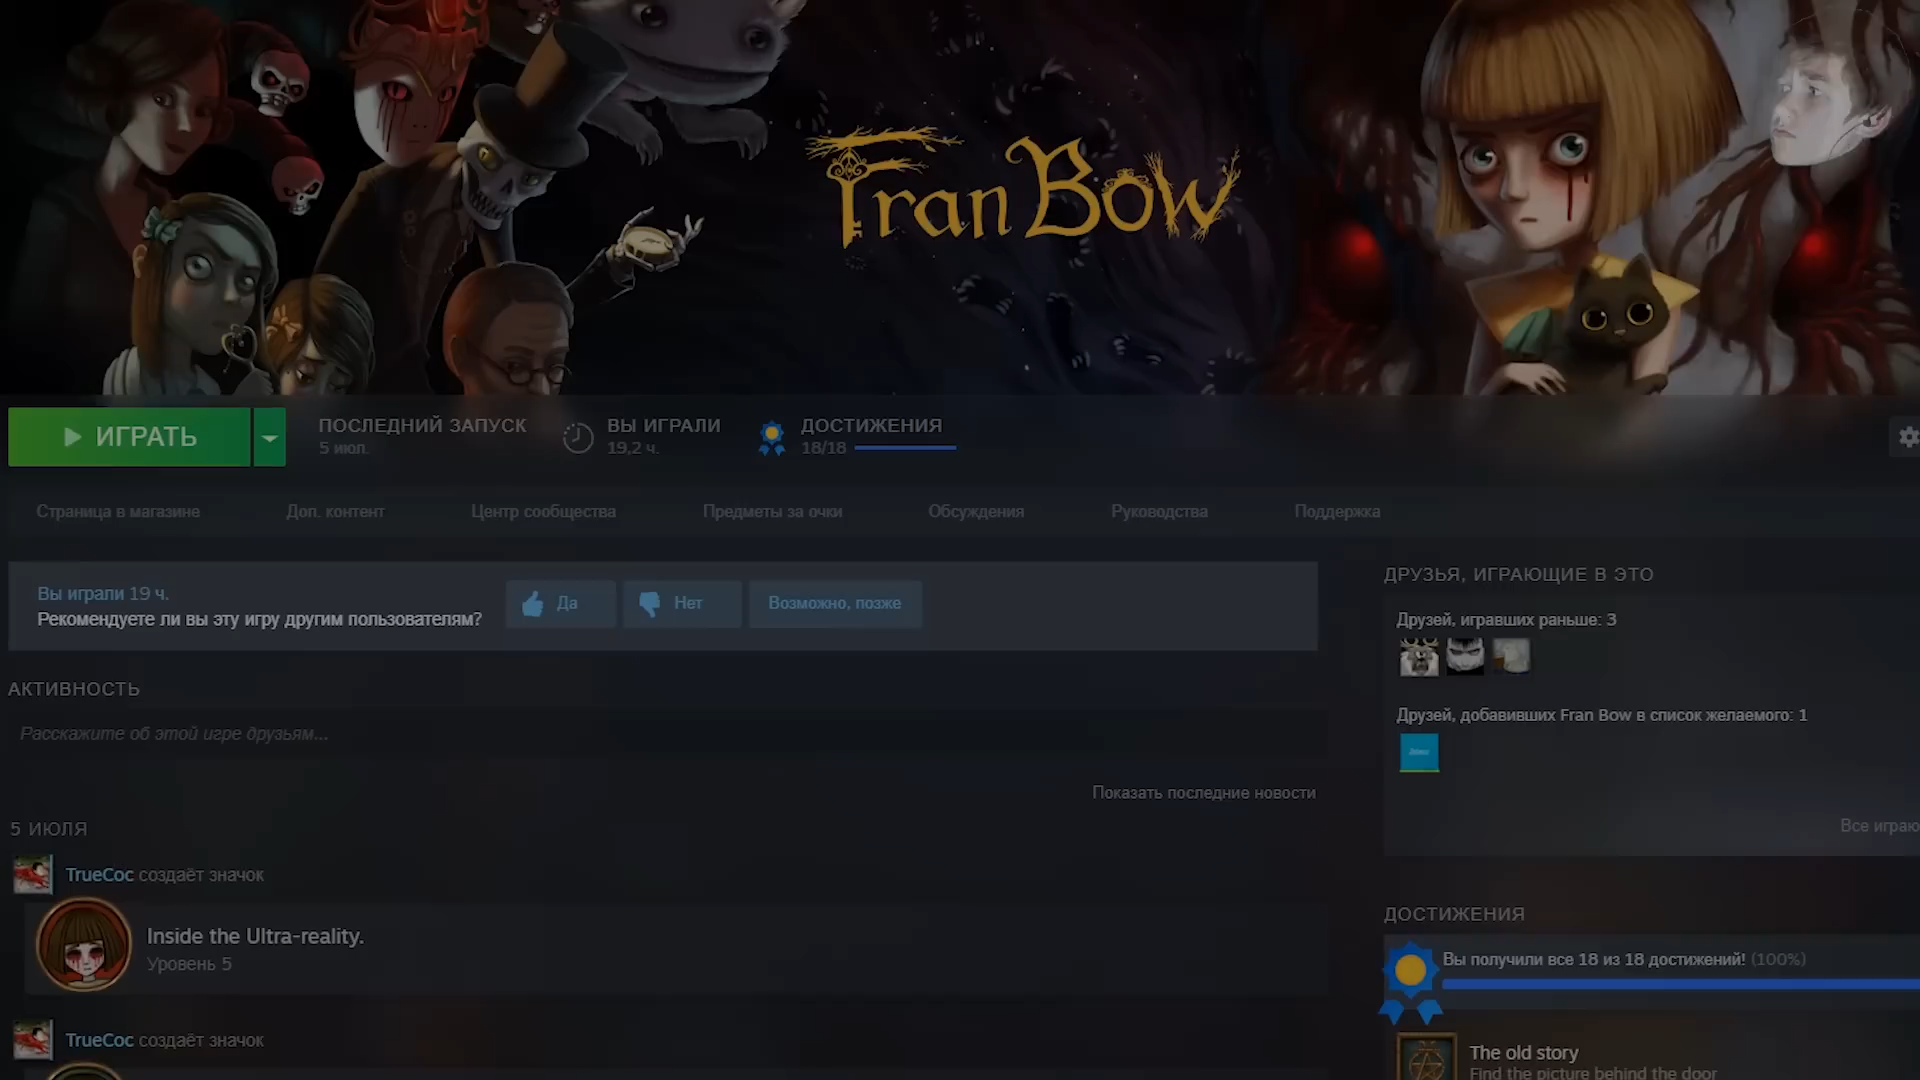 Fran Bow
ИГРАТЬ
ПОСЛЕДНИЙ ЗАПУСК
5 июл.
ВЫ ИГРАЛИ
19,2 ч.
ДОСТИЖЕНИЯ
18/18
Страница в магазине
Доп. контент
Центр сообщества
Предметы за очки
Обсуждения
Руководства
Поддержка
Вы играли 19 ч.
Рекомендуете ли вы эту игру другим пользователям?
Да
Нет
Возможно, позже
АКТИВНОСТЬ
Расскажите об этой игре друзьям...
Показать последние новости
5 ИЮЛЯ
TrueCoc создаёт значок
Inside the Ultra-reality.
Уровень 5
TrueCoc создаёт значок
ДРУЗЬЯ, ИГРАЮЩИЕ В ЭТО
Друзей, игравших раньше: 3
Друзей, добавивших Fran Bow в список желаемого: 1
Все играю
ДОСТИЖЕНИЯ
Вы получили все 18 из 18 достижений! (100%)
The old story
Find the picture behind the door